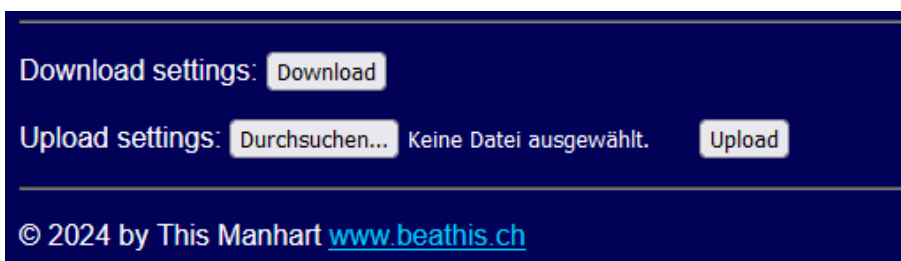 Download settings: Download
Upload settings: Durchsuchen... Keine Datei ausgewählt. Upload
© 2024 by This Manhart www.beathis.ch